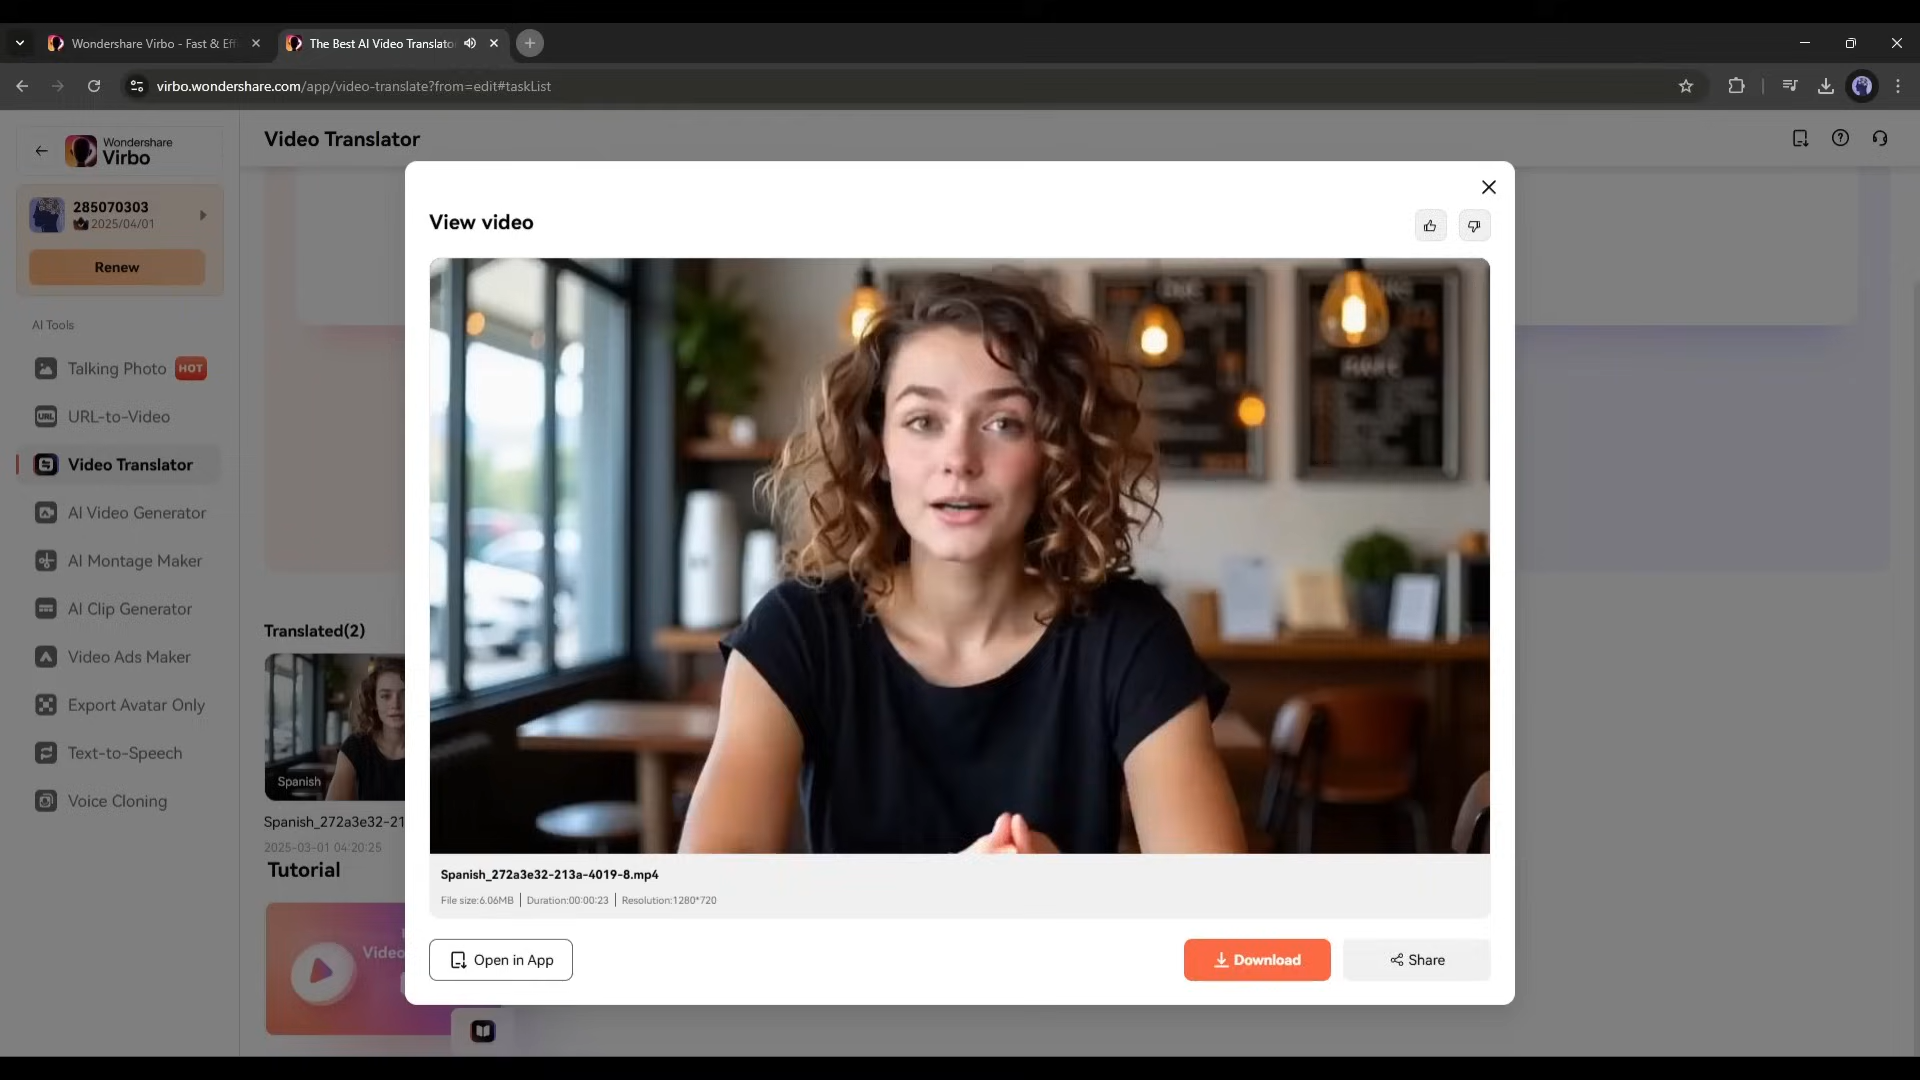 Wondershare Virbo - Fast & Eff
The Best AI Video Translato
virbo.wondershare.com/app/video-translate?from=edit#taskList
Wondershare
Virbo
Video Translator
285070303
2025/04/01
Renew
AI Tools
Talking Photo HOT
URL-to-Video
Video Translator
AI Video Generator
AI Montage Maker
AI Clip Generator
Video Ads Maker
Export Avatar Only
Text-to-Speech
Voice Cloning
Translated(2)
Spanish
Spanish_272a3e32-21
2025-03-01 04:20:25
Tutorial
Video
View video
Spanish_272a3e32-213a-4019-8.mp4
File size:6.06MB | Duration:00:00:23 | Resolution:1280*720
Open in App
Download
Share